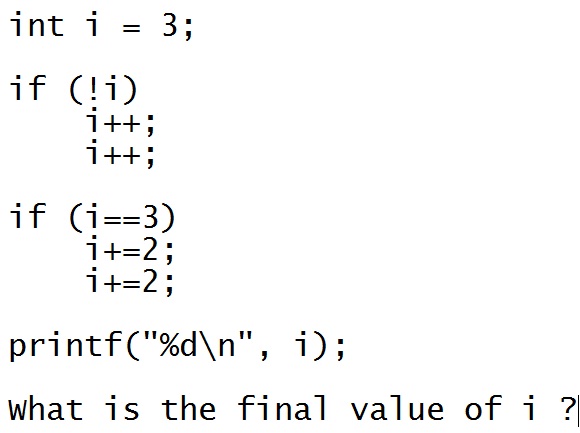 int i = 3;
if (!i)
i++;
i++;
if (i==3)
i+=2;
i+=2;
printf("%d\n", i);
What is the final value of i ?